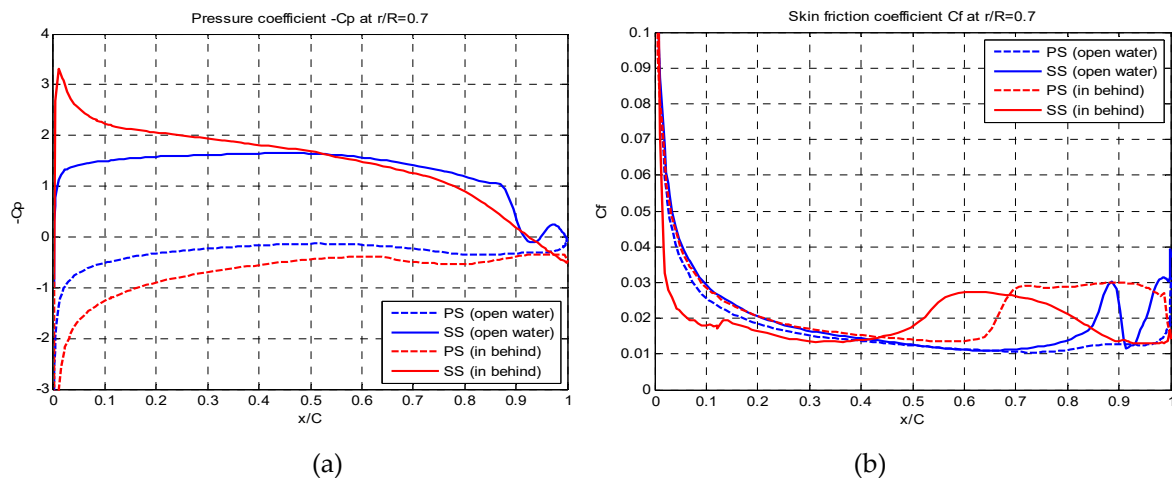 Pressure coefficient -Cp at r/R=0.7
4
3
2
1
0
-1
-2
-3
-Cp
0 0.1 0.2 0.3 0.4 0.5 0.6 0.7 0.8 0.9 1
x/C
PS (open water)
SS (open water)
PS (in behind)
SS (in behind)
(a)
Skin friction coefficient Cf at r/R=0.7
0.1
0.09
0.08
0.07
0.06
0.05
0.04
0.03
0.02
0.01
0
Cf
0 0.1 0.2 0.3 0.4 0.5 0.6 0.7 0.8 0.9 1
x/C
PS (open water)
SS (open water)
PS (in behind)
SS (in behind)
(b)